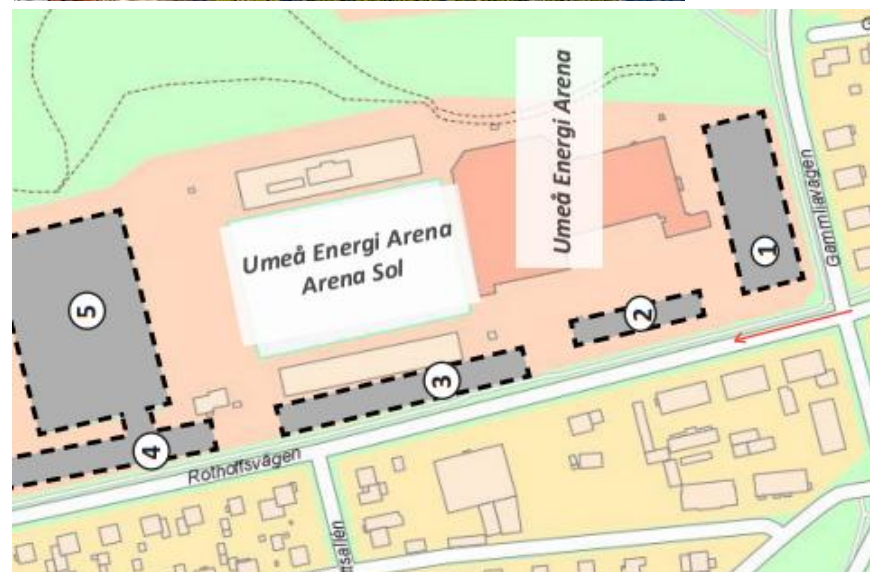 Umeå Energi Arena
Umeå Energi Arena
Arena Sol
Gammliavägen
1
2
3
4
5
Rothoffsvägen